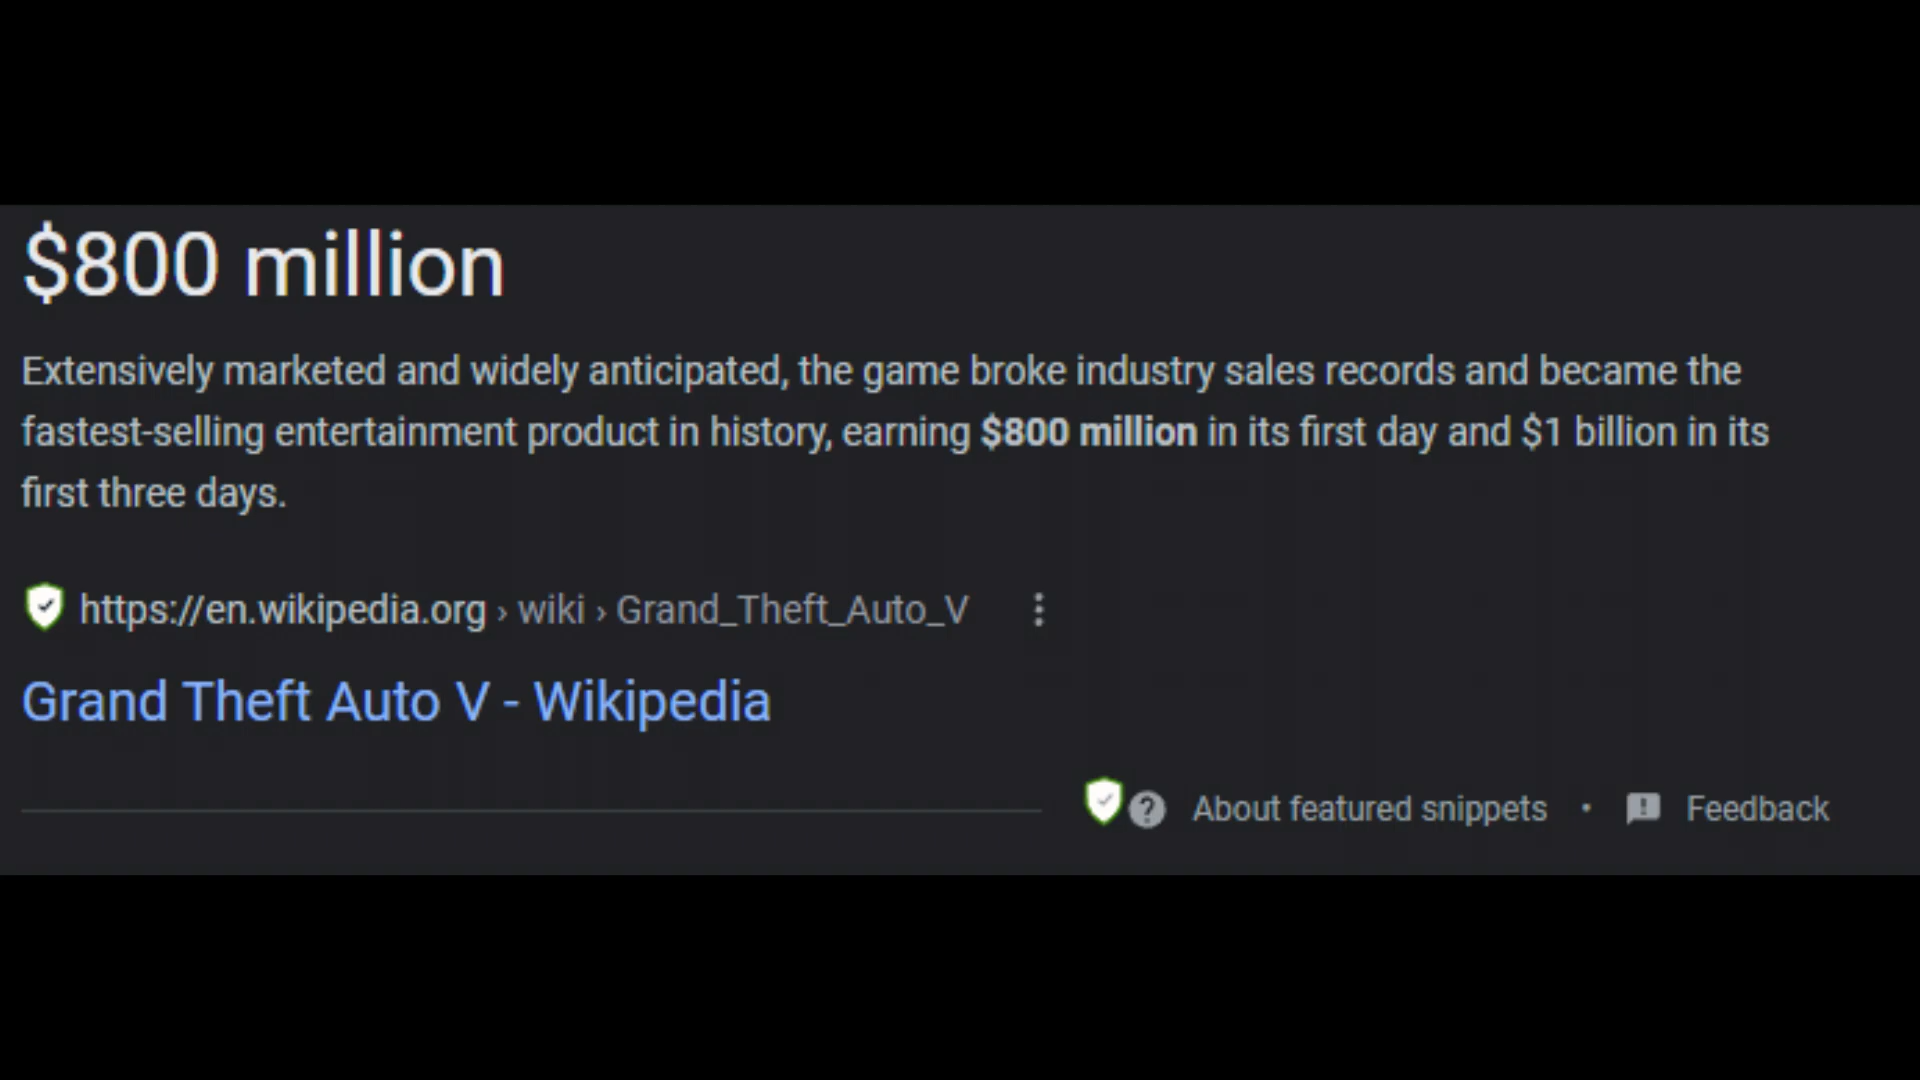 $800 million
Extensively marketed and widely anticipated, the game broke industry sales records and became the
fastest-selling entertainment product in history, earning $800 million in its first day and $1 billion in its
first three days.
https://en.wikipedia.org › wiki › Grand_Theft_Auto_V
Grand Theft Auto V - Wikipedia
About featured snippets • Feedback